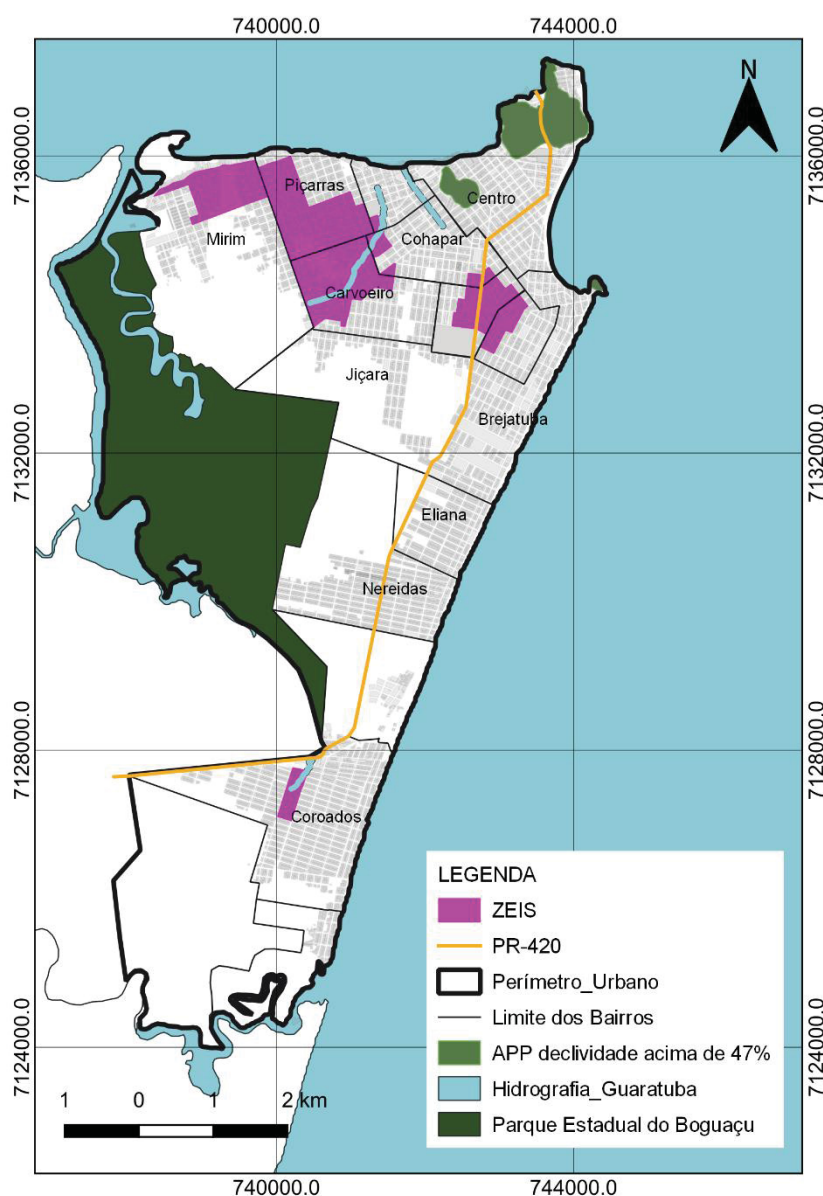 740000.0
744000.0
N
7136000.0
7136000.0
Piçarras
Centro
Mirim
Cohapar
Carvoeiro
Jiçara
Brejatuba
7132000.0
7132000.0
Eliana
Nereidas
7128000.0
7128000.0
Coroados
LEGENDA
ZEIS
PR-420
Perímetro_Urbano
Limite dos Bairros
APP declividade acima de 47%
Hidrografia_Guaratuba
Parque Estadual do Boguaçu
7124000.0
7124000.0
1 0 1 2 km
740000.0
744000.0